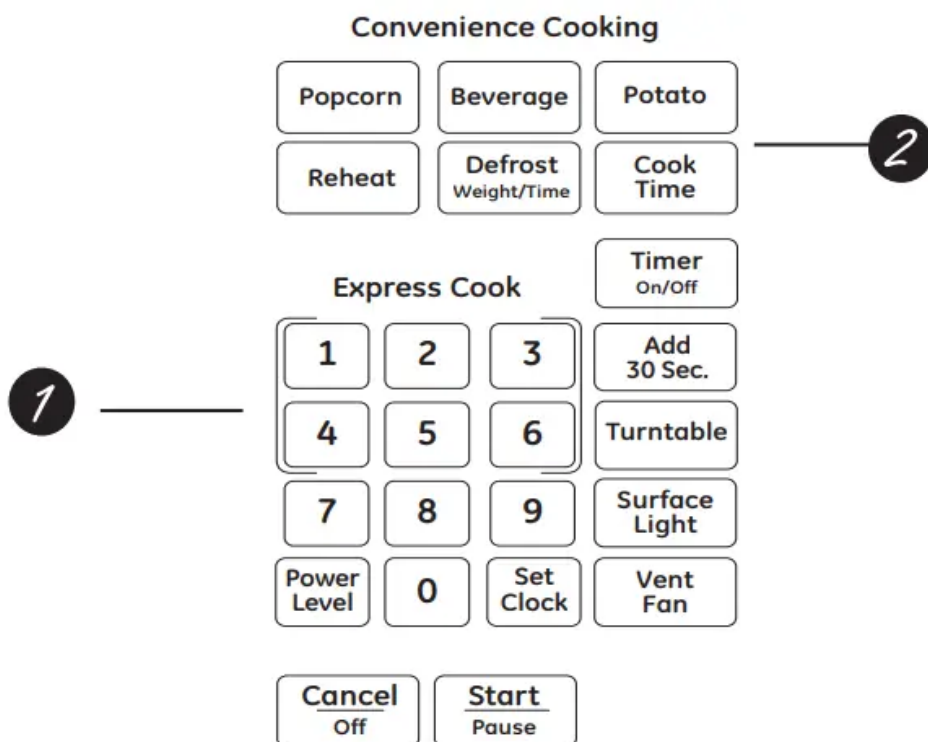 Convenience Cooking
Popcorn
Beverage
Potato
2
Reheat
Defrost
Weight/Time
Cook
Time
Timer
On/Off
Express Cook
1
2
3
Add
30 Sec.
1
4
5
6
Turntable
7
8
9
Surface
Light
Power
Level
0
Set
Clock
Vent
Fan
Cancel
Off
Start
Pause